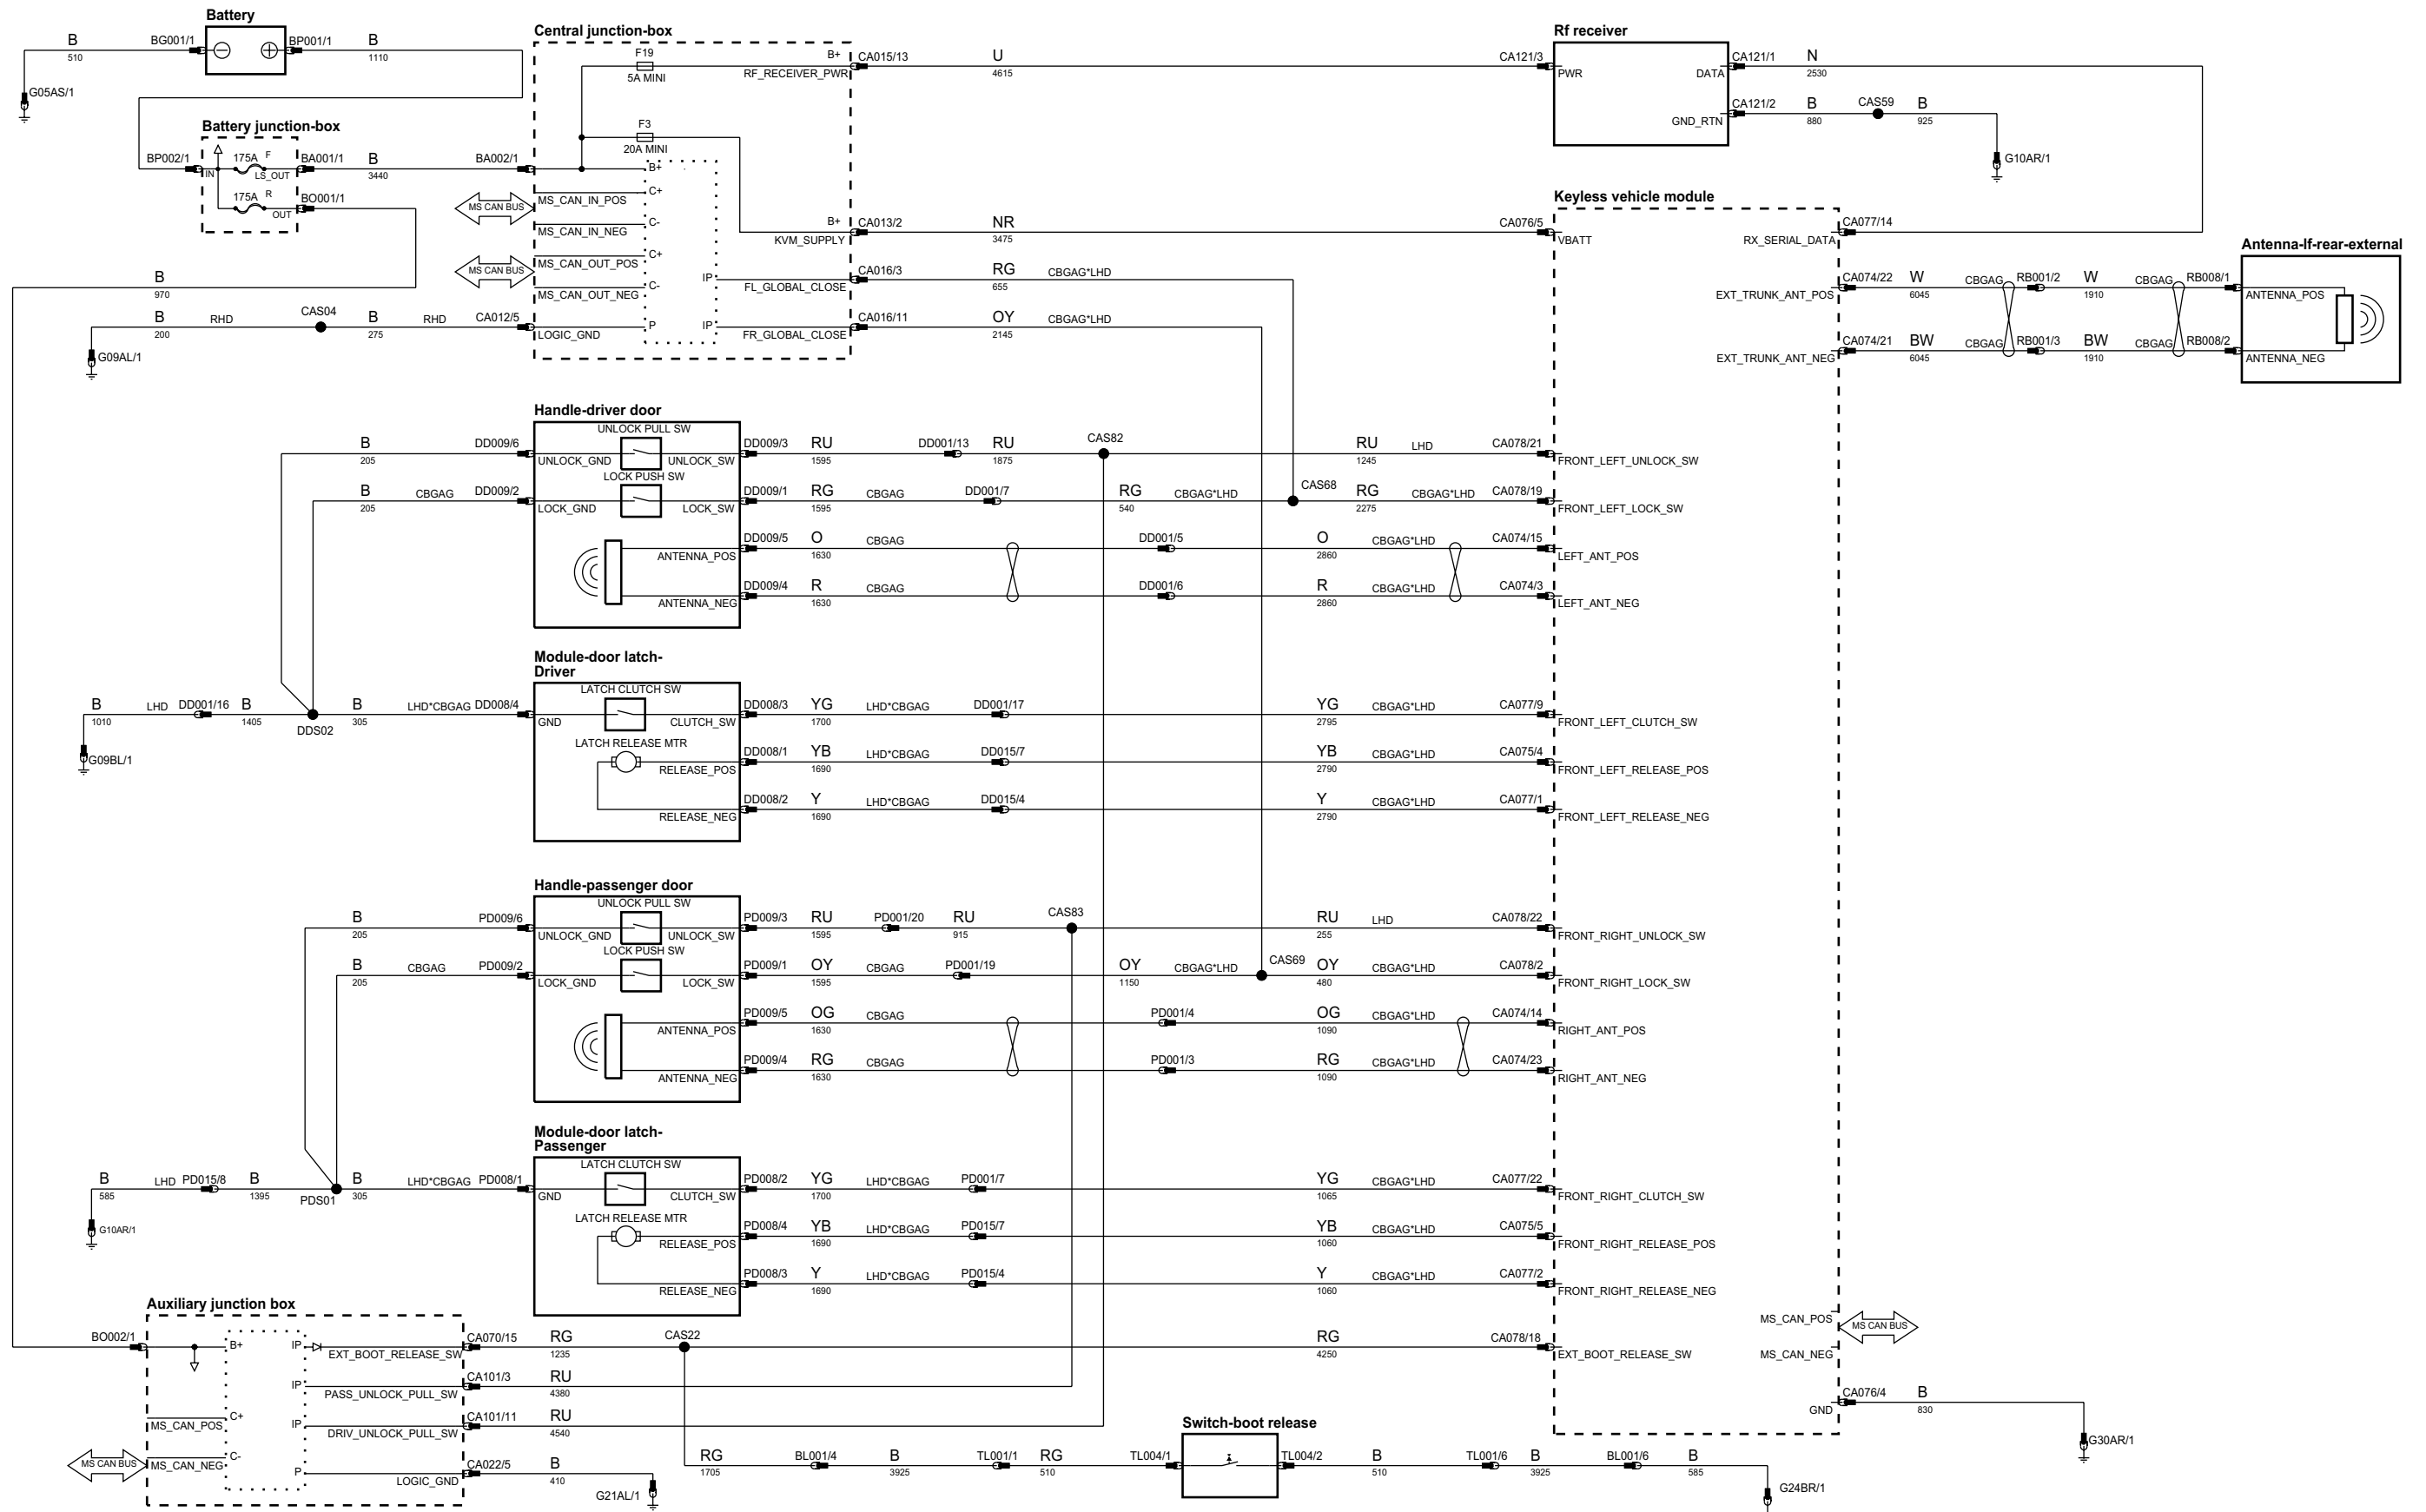 Battery
B
510
BG001/1
BP001/1
B
1110
G05AS/1
Battery junction-box
BP002/1
IN
175A F
LS_OUT
BA001/1
B
3440
BA002/1
175A R
OUT
BO001/1
B
970
B
200
RHD
CAS04
B
275
RHD
CA012/5
G09AL/1
Central junction-box
F19
5A MINI
B+
RF_RECEIVER_PWR
CA015/13
U
4615
CA121/3
F3
20A MINI
B+
C+
MS_CAN_IN_POS
MS CAN BUS
C-
MS_CAN_IN_NEG
C+
MS_CAN_OUT_POS
MS CAN BUS
C-
MS_CAN_OUT_NEG
P
LOGIC_GND
B+
KVM_SUPPLY
CA013/2
NR
3475
CA076/5
IP
FL_GLOBAL_CLOSE
CA016/3
RG
655
CBGAG*LHD
IP
FR_GLOBAL_CLOSE
CA016/11
OY
2145
CBGAG*LHD
Rf receiver
PWR
DATA
CA121/1
N
2530
GND_RTN
CA121/2
B
880
CAS59
B
925
G10AR/1
Keyless vehicle module
VBATT
RX_SERIAL_DATA
CA077/14
EXT_TRUNK_ANT_POS
CA074/22
W
6045
CBGAG
RB001/2
W
1910
CBGAG
RB008/1
EXT_TRUNK_ANT_NEG
CA074/21
BW
6045
CBGAG
RB001/3
BW
1910
CBGAG
RB008/2
Antenna-lf-rear-external
ANTENNA_POS
ANTENNA_NEG
Handle-driver door
UNLOCK PULL SW
B
205
DD009/6
UNLOCK_GND
UNLOCK_SW
DD009/3
RU
1595
DD001/13
RU
1875
CAS82
RU
1245
LHD
CA078/21
FRONT_LEFT_UNLOCK_SW
LOCK PUSH SW
B
205
CBGAG
DD009/2
LOCK_GND
LOCK_SW
DD009/1
RG
1595
CBGAG
DD001/7
RG
540
CBGAG*LHD
CAS68
RG
2275
CBGAG*LHD
CA078/19
FRONT_LEFT_LOCK_SW
ANTENNA_POS
DD009/5
O
1630
CBGAG
DD001/5
O
2860
CBGAG*LHD
CA074/15
LEFT_ANT_POS
ANTENNA_NEG
DD009/4
R
1630
CBGAG
DD001/6
R
2860
CBGAG*LHD
CA074/3
LEFT_ANT_NEG
Module-door latch-
Driver
LATCH CLUTCH SW
B
1010
LHD
DD001/16
B
1405
DDS02
B
305
LHD*CBGAG
DD008/4
G09BL/1
GND
CLUTCH_SW
DD008/3
YG
1700
LHD*CBGAG
DD001/17
YG
2795
CBGAG*LHD
CA077/9
FRONT_LEFT_CLUTCH_SW
LATCH RELEASE MTR
RELEASE_POS
DD008/1
YB
1690
LHD*CBGAG
DD015/7
YB
2790
CBGAG*LHD
CA075/4
FRONT_LEFT_RELEASE_POS
RELEASE_NEG
DD008/2
Y
1690
LHD*CBGAG
DD015/4
Y
2790
CBGAG*LHD
CA077/1
FRONT_LEFT_RELEASE_NEG
Handle-passenger door
UNLOCK PULL SW
B
205
PD009/6
UNLOCK_GND
UNLOCK_SW
PD009/3
RU
1595
PD001/20
RU
915
CAS83
RU
255
LHD
CA078/22
FRONT_RIGHT_UNLOCK_SW
LOCK PUSH SW
B
205
CBGAG
PD009/2
LOCK_GND
LOCK_SW
PD009/1
OY
1595
CBGAG
PD001/19
OY
1150
CBGAG*LHD
CAS69
OY
480
CBGAG*LHD
CA078/2
FRONT_RIGHT_LOCK_SW
ANTENNA_POS
PD009/5
OG
1630
CBGAG
PD001/4
OG
1090
CBGAG*LHD
CA074/14
RIGHT_ANT_POS
ANTENNA_NEG
PD009/4
RG
1630
CBGAG
PD001/3
RG
1090
CBGAG*LHD
CA074/23
RIGHT_ANT_NEG
Module-door latch-
Passenger
LATCH CLUTCH SW
B
585
LHD
PD015/8
B
1395
PDS01
B
305
LHD*CBGAG
PD008/1
G10AR/1
GND
CLUTCH_SW
PD008/2
YG
1700
LHD*CBGAG
PD001/7
YG
1065
CBGAG*LHD
CA077/22
FRONT_RIGHT_CLUTCH_SW
LATCH RELEASE MTR
RELEASE_POS
PD008/4
YB
1690
LHD*CBGAG
PD015/7
YB
1060
CBGAG*LHD
CA075/5
FRONT_RIGHT_RELEASE_POS
RELEASE_NEG
PD008/3
Y
1690
LHD*CBGAG
PD015/4
Y
1060
CBGAG*LHD
CA077/2
FRONT_RIGHT_RELEASE_NEG
Auxiliary junction box
BO002/1
B+
IP
EXT_BOOT_RELEASE_SW
CA070/15
RG
1235
CAS22
RG
4250
CA078/18
EXT_BOOT_RELEASE_SW
IP
PASS_UNLOCK_PULL_SW
CA101/3
RU
4380
C+
MS_CAN_POS
IP
DRIV_UNLOCK_PULL_SW
CA101/11
RU
4540
MS CAN BUS
C-
MS_CAN_NEG
P
LOGIC_GND
CA022/5
B
410
G21AL/1
MS_CAN_POS
MS CAN BUS
MS_CAN_NEG
GND
CA076/4
B
830
G30AR/1
Switch-boot release
RG
1705
BL001/4
B
3925
TL001/1
RG
510
TL004/1
TL004/2
B
510
TL001/6
B
3925
BL001/6
B
585
G24BR/1